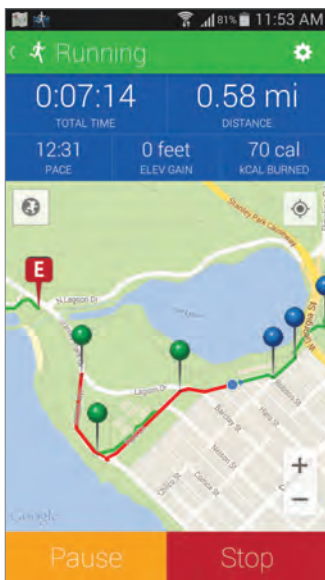 81% 11:53 AM
Running
0:07:14 0.58 mi
TOTAL TIME DISTANCE
12:31 0 feet 70 cal
PACE ELEV GAIN kCAL BURNED
Stanley Park Causeway
E
N Lagoon Dr
W Georgia St
Lagoon Dr
Robson St
Barclay St
Haro St
Nelson St
Comox St
Chilco St
+
−
Google
Pause Stop